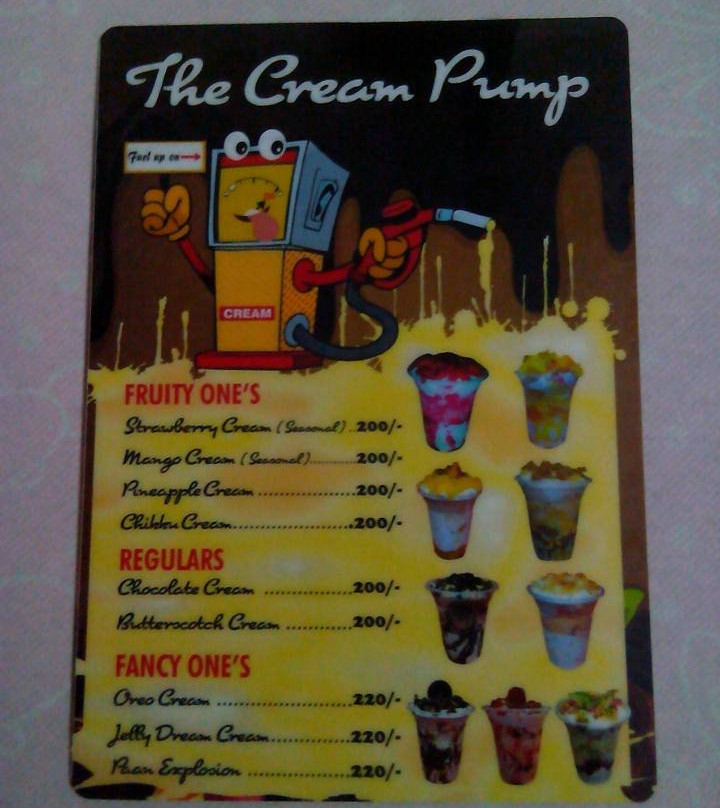 The Cream Pump
Fuel up on
CREAM
FRUITY ONE'S
Strawberry Cream (Seasonal)..200/-
Mango Cream (Seasonal)..........200/-
Pineapple Cream ....................200/-
Chikku Cream.........................200/-
REGULARS
Chocolate Cream ..................200/-
Butterscotch Cream ..............200/-
FANCY ONE'S
Oreo Cream ...........................220/-
Jelly Dream Cream.................220/-
Paan Explosion .....................220/-